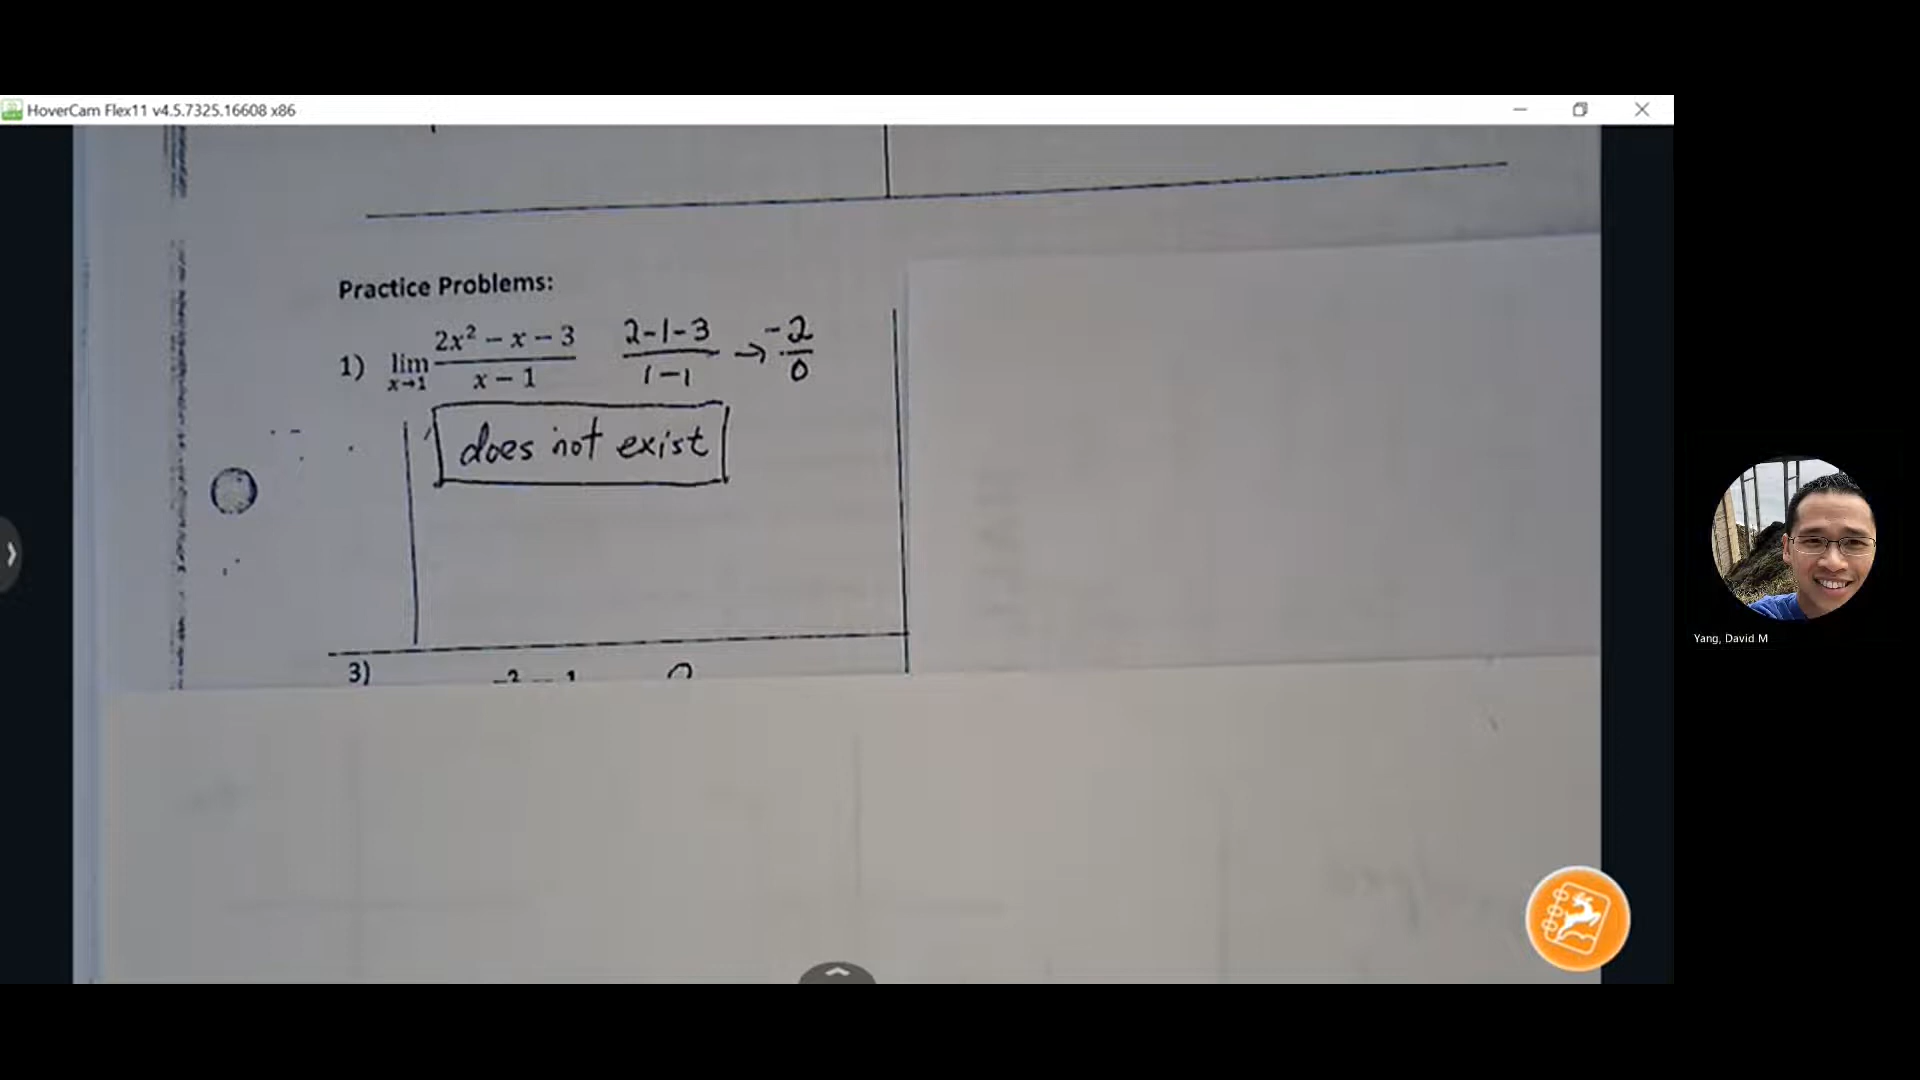 HoverCam Flex11 v4.5.7325.16608 x86
Practice Problems:
1) lim x→1 (2x² − x − 3)/(x − 1) (2-1-3)/(1-1) → -2/0
does not exist
3)
Yang, David M